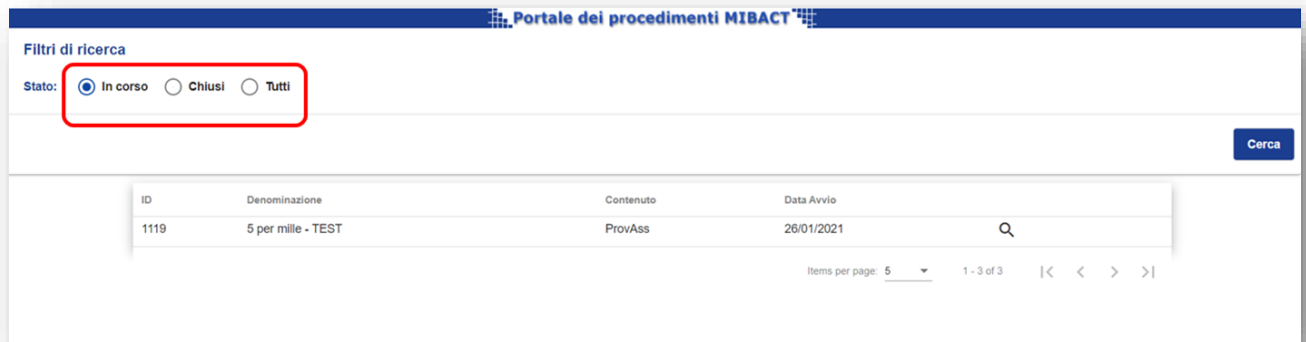 Portale dei procedimenti MIBACT
Filtri di ricerca
Stato: In corso Chiusi Tutti
Cerca
ID Denominazione Contenuto Data Avvio
1119 5 per mille - TEST ProvAss 26/01/2021
Items per page: 5 1 - 3 of 3